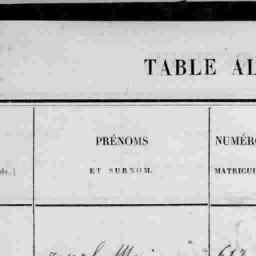 TABLE AL
PRÉNOMS
NUMÉRO
ET SURNOM.
MATRICUL